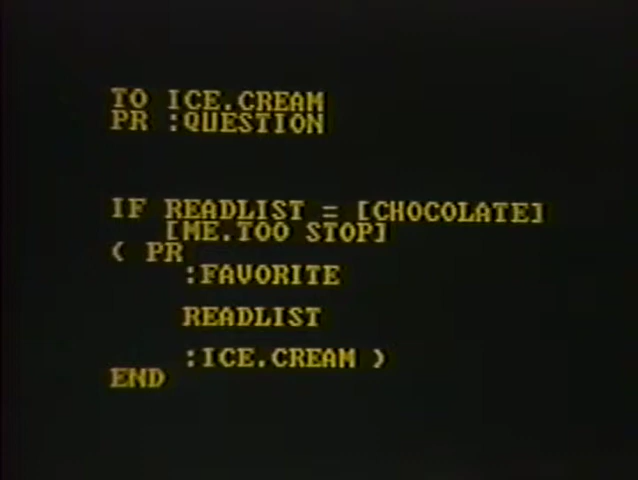 TO ICE.CREAM
PR :QUESTION
IF READLIST = [CHOCOLATE]
[ME.TOO STOP]
( PR
:FAVORITE
READLIST
:ICE.CREAM )
END